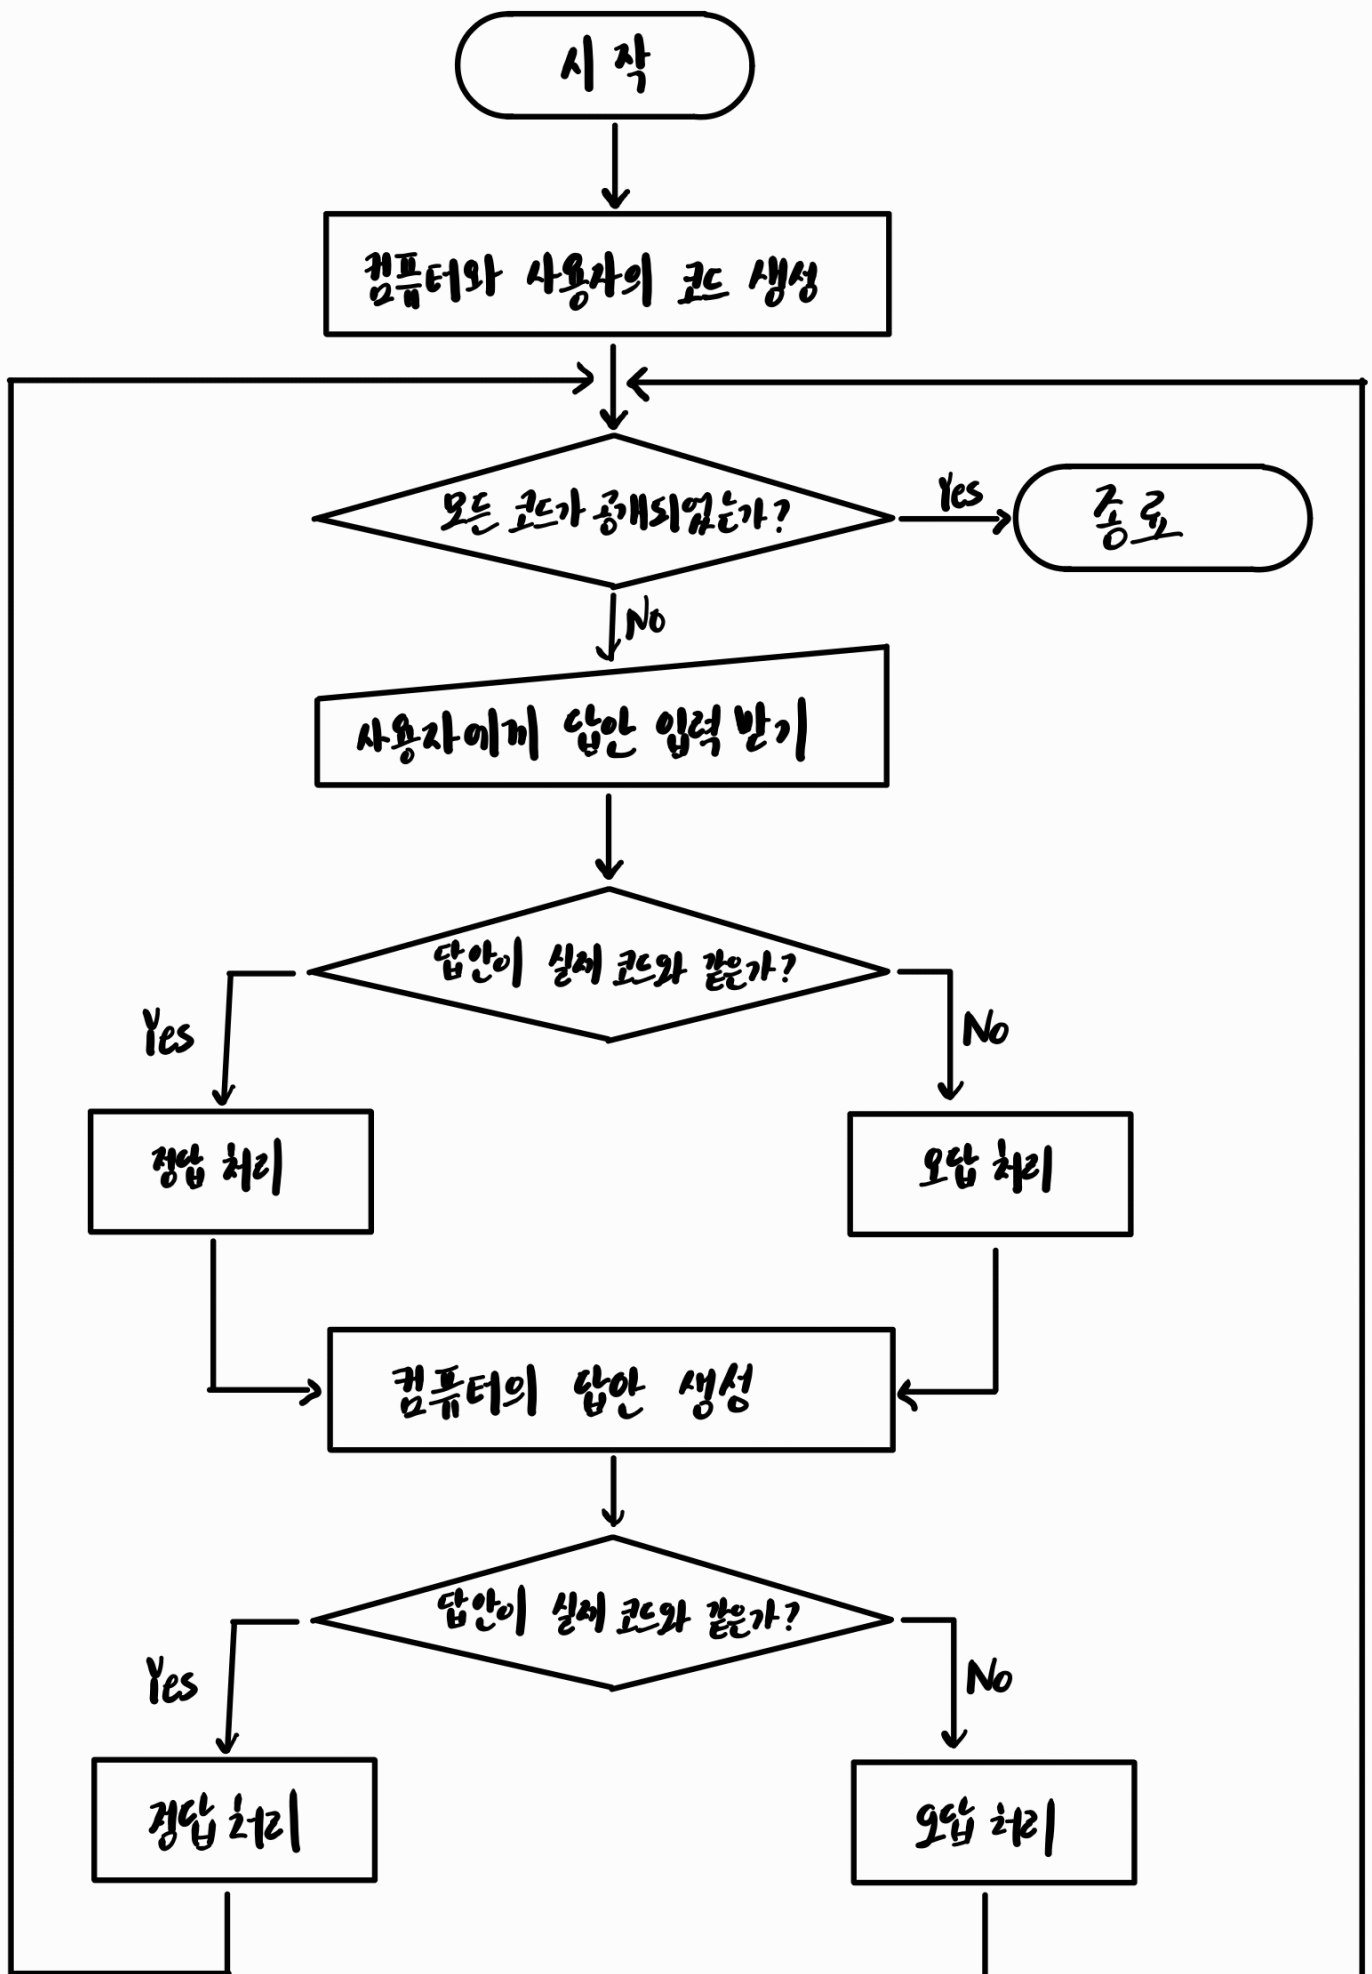 시작
컴퓨터와 사용자의 코드 생성
모든 코드가 공개되었는가?
Yes
종료
No
사용자에게 답안 입력 받기
답안이 실제 코드와 같은가?
Yes
No
정답 처리
오답 처리
컴퓨터의 답안 생성
답안이 실제 코드와 같은가?
Yes
No
정답 처리
오답 처리